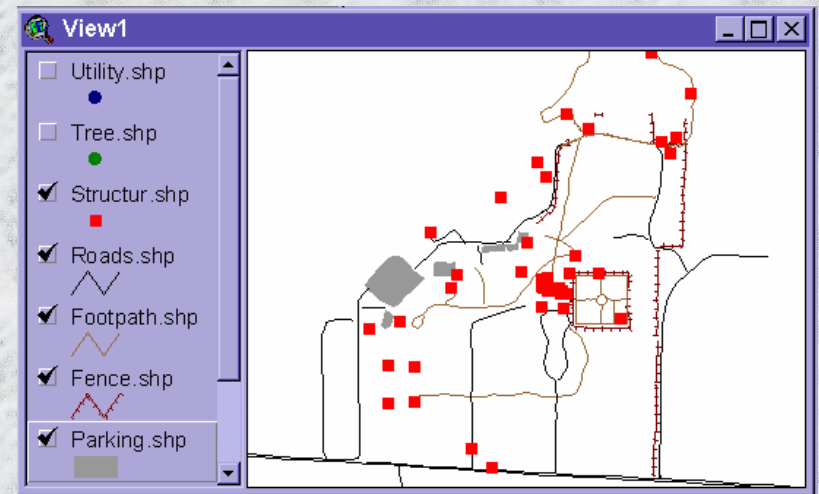 View1
Utility.shp
Tree.shp
Structur.shp
Roads.shp
Footpath.shp
Fence.shp
Parking.shp